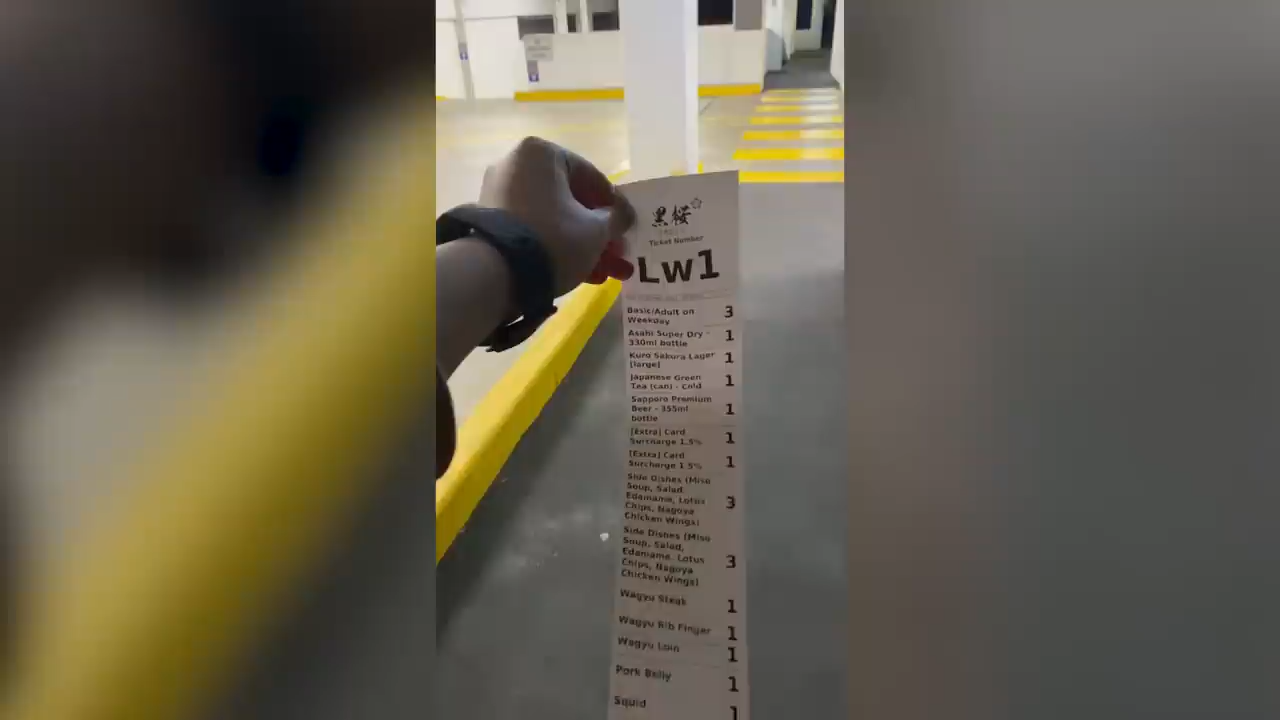 黒桜
Ticket Number
Lw1
Basic/Adult on 3
Weekday
Asahi Super Dry - 1
330ml bottle
Kuro Sakura Lager 1
[large]
Japanese Green 1
Tea (can) - Cold
Sapporo Premium
Beer - 355ml 1
bottle
[Extra] Card 1
Surcharge 1.5%
[Extra] Card 1
Surcharge 1.5%
Side Dishes (Miso
Soup, Salad,
Edamame, Lotus 3
Chips, Nagoya
Chicken Wings)
Side Dishes (Miso
Soup, Salad,
Edamame, Lotus 3
Chips, Nagoya
Chicken Wings)
Wagyu Steak 1
Wagyu Rib Finger 1
Wagyu Loin 1
Pork Belly 1
Squid 1